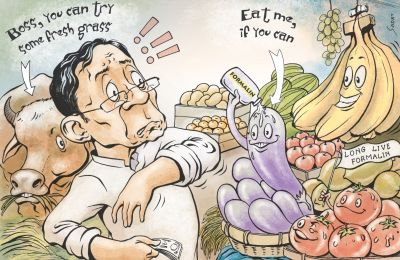 Boss, you can try
some fresh grass
Eat me,
if you can
FORMALIN
LONG LIVE
FORMALIN